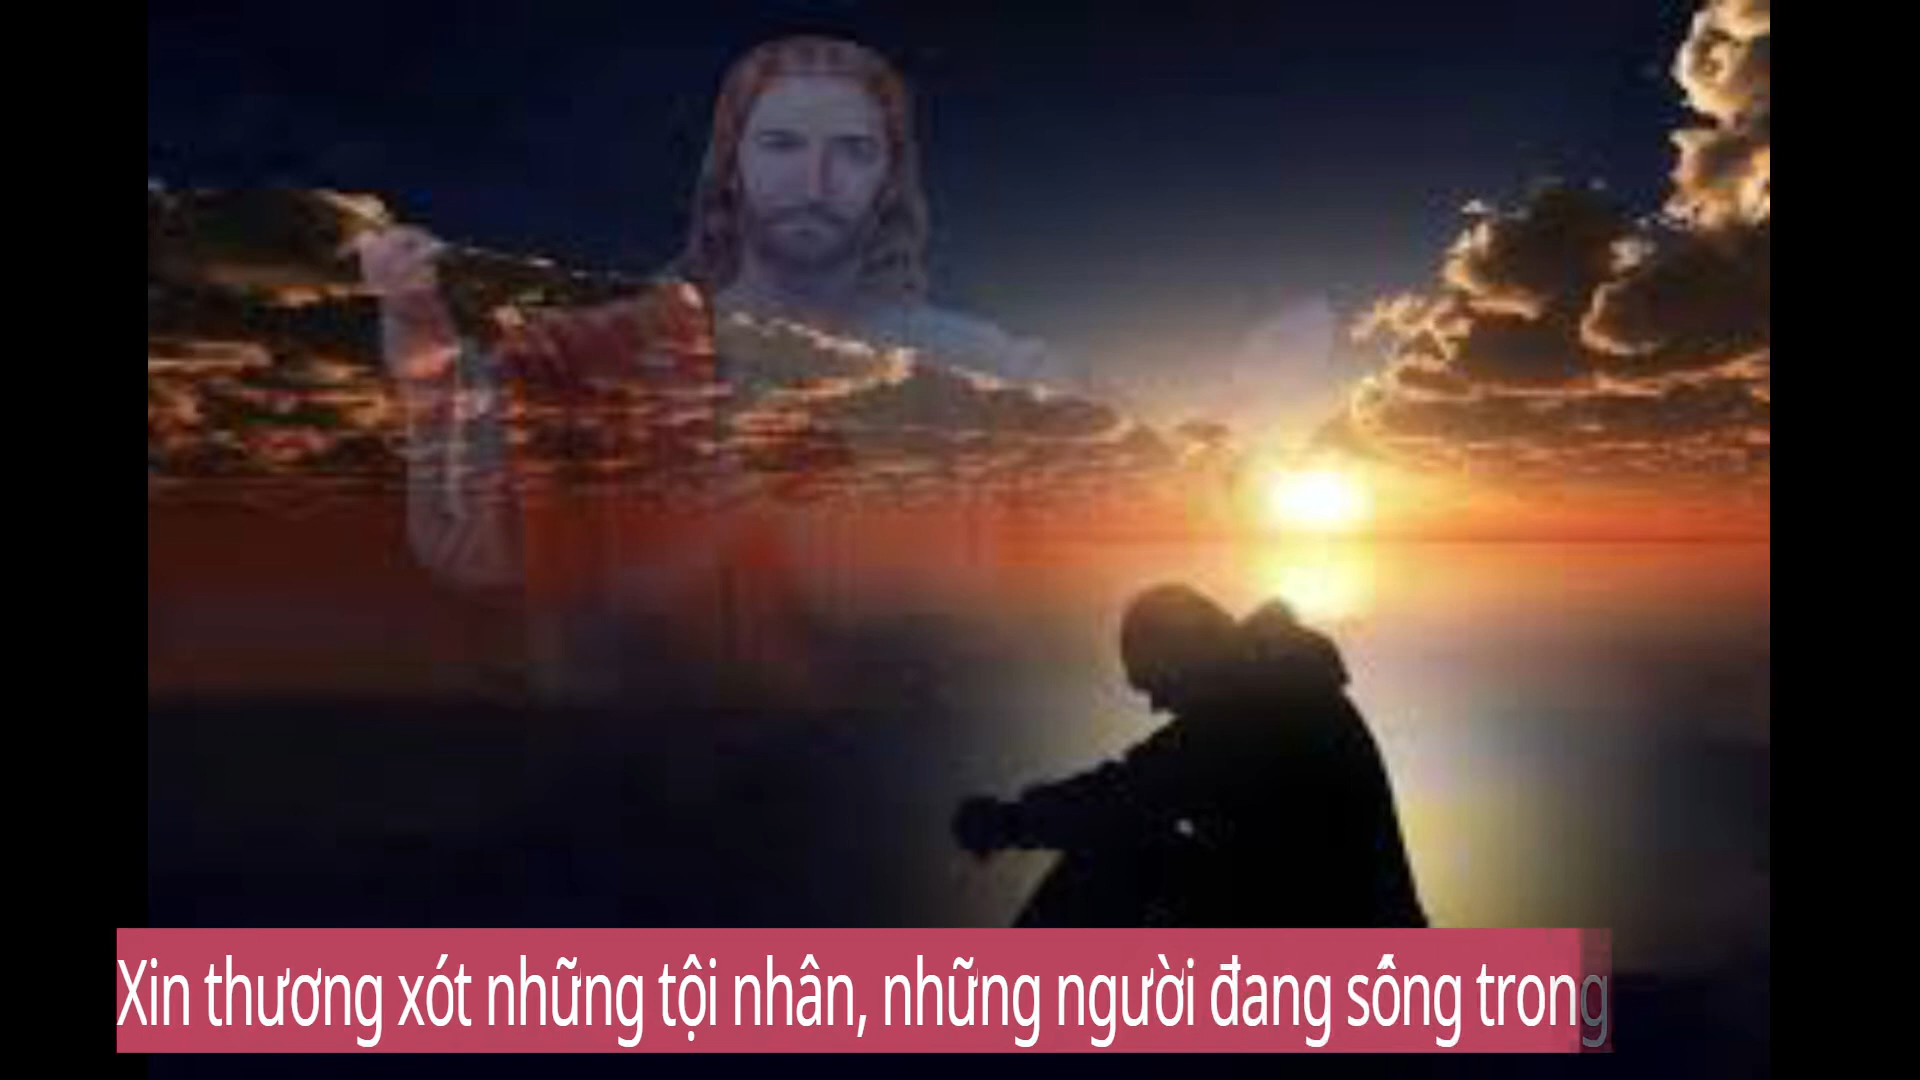 Xin thương xót những tội nhân, những người đang sống trong